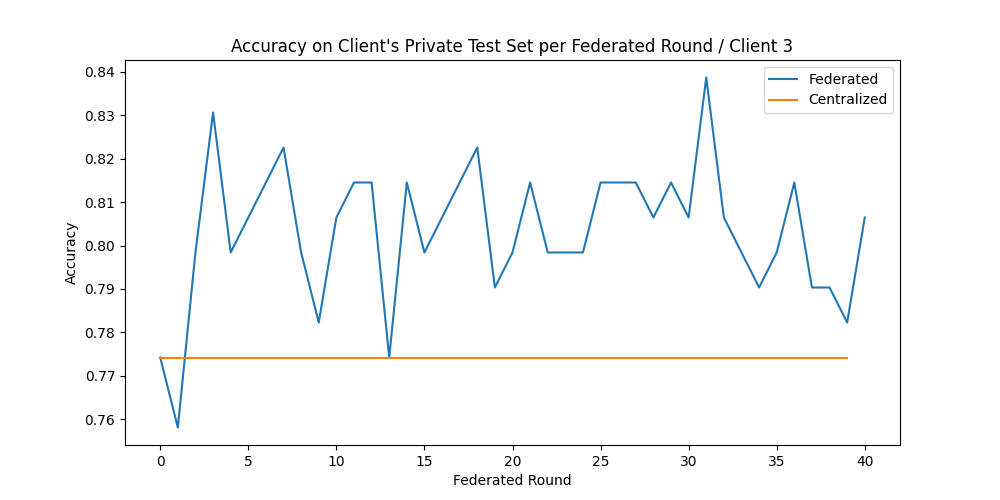 Accuracy on Client's Private Test Set per Federated Round / Client 3
Federated
Centralized
0.84
0.83
0.82
0.81
0.80
0.79
0.78
0.77
0.76
Accuracy
0 5 10 15 20 25 30 35 40
Federated Round